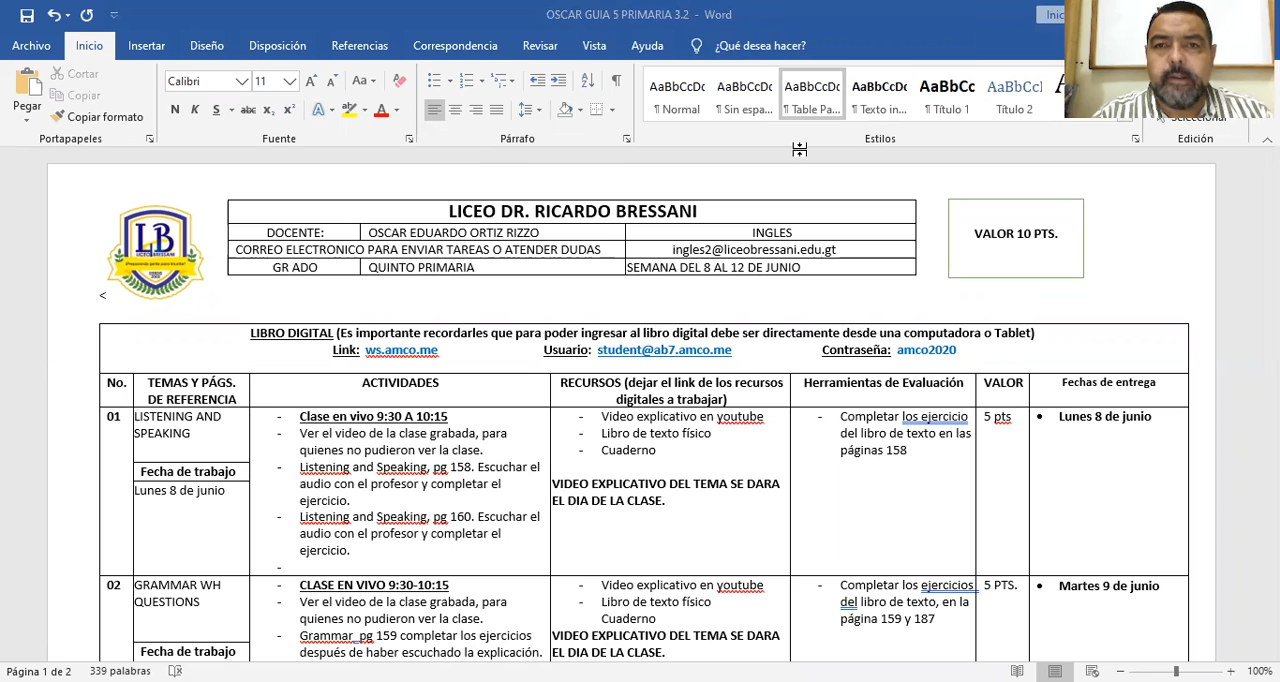 OSCAR GUIA 5 PRIMARIA 3.2 - Word
Inic
Archivo Inicio Insertar Diseño Disposición Referencias Correspondencia Revisar Vista Ayuda ¿Qué desea hacer?
Pegar
Cortar
Copiar
Copiar formato
Calibri 11
Aa
N K S abc x₂ x² A A
AaBbCcDc AaBbCcDc AaBbCcDc AaBbCcDc AaBbCc AaBbCcI
¶ Normal ¶ Sin espa... ¶ Table Pa... ¶ Texto in... ¶ Título 1 Título 2
Portapapeles Fuente Párrafo Estilos Edición
LB
LICEO BRESSANI
LICEO DR. RICARDO BRESSANI
DOCENTE: OSCAR EDUARDO ORTIZ RIZZO INGLES
CORREO ELECTRONICO PARA ENVIAR TAREAS O ATENDER DUDAS ingles2@liceobressani.edu.gt
GR ADO QUINTO PRIMARIA SEMANA DEL 8 AL 12 DE JUNIO
VALOR 10 PTS.
<
LIBRO DIGITAL (Es importante recordarles que para poder ingresar al libro digital debe ser directamente desde una computadora o Tablet)
Link: ws.amco.me Usuario: student@ab7.amco.me Contraseña: amco2020
No.
TEMAS Y PÁGS.
DE REFERENCIA
ACTIVIDADES
RECURSOS (dejar el link de los recursos
digitales a trabajar)
Herramientas de Evaluación
VALOR
Fechas de entrega
01
LISTENING AND
SPEAKING
Fecha de trabajo
Lunes 8 de junio
- Clase en vivo 9:30 A 10:15
- Ver el video de la clase grabada, para
quienes no pudieron ver la clase.
- Listening and Speaking, pg 158. Escuchar el
audio con el profesor y completar el
ejercicio.
- Listening and Speaking, pg 160. Escuchar el
audio con el profesor y completar el
ejercicio.
-
- Video explicativo en youtube
- Libro de texto físico
- Cuaderno
VIDEO EXPLICATIVO DEL TEMA SE DARA
EL DIA DE LA CLASE.
- Completar los ejercicio
del libro de texto en las
páginas 158
5 pts
• Lunes 8 de junio
02
GRAMMAR WH
QUESTIONS
Fecha de trabajo
- CLASE EN VIVO 9:30-10:15
- Ver el video de la clase grabada, para
quienes no pudieron ver la clase.
- Grammar pg 159 completar los ejercicios
después de haber escuchado la explicación.
- Video explicativo en youtube
- Libro de texto físico
Cuaderno
VIDEO EXPLICATIVO DEL TEMA SE DARA
EL DIA DE LA CLASE.
- Completar los ejercicios
del libro de texto, en la
página 159 y 187
5 PTS.
• Martes 9 de junio
Página 1 de 2 339 palabras
100%